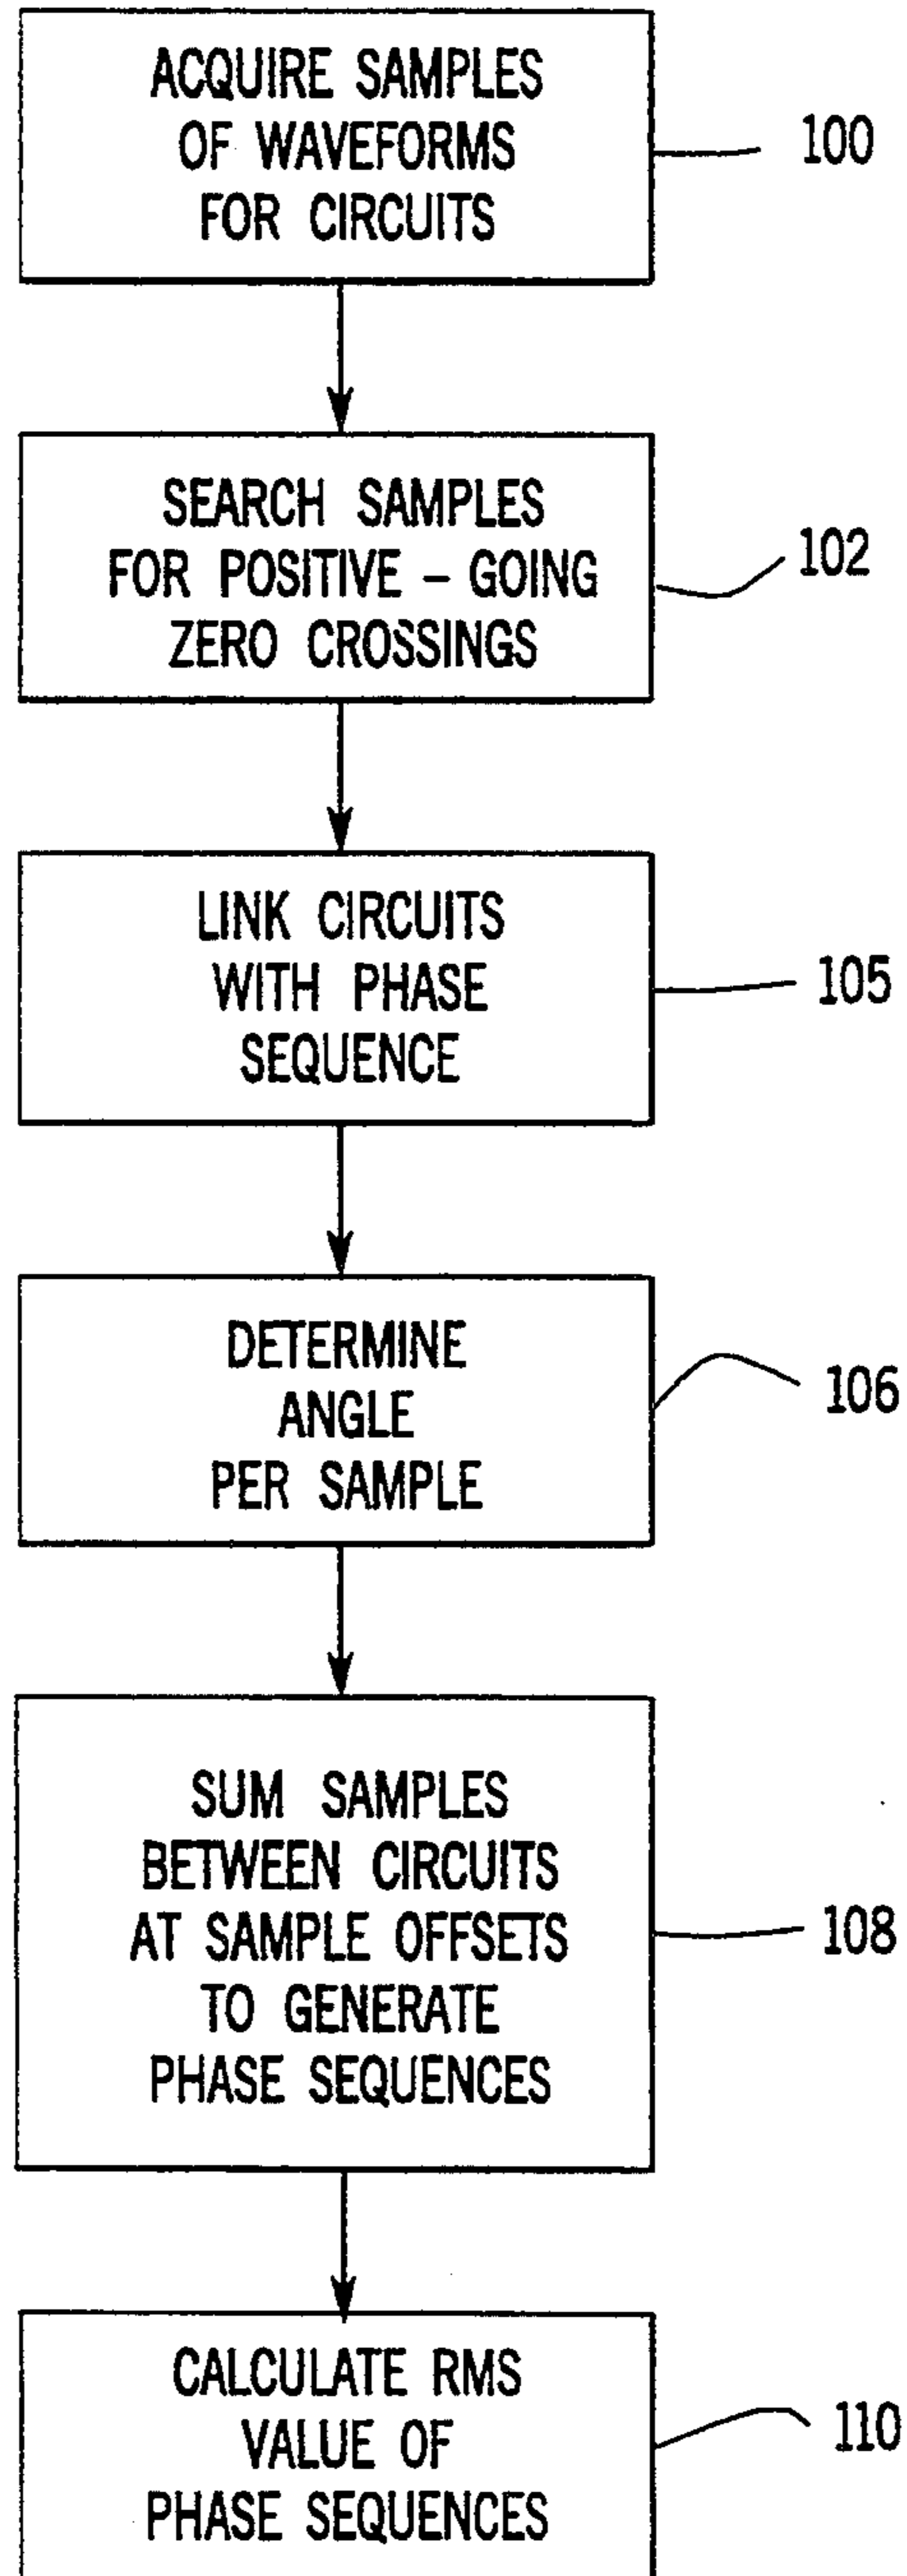 ACQUIRE SAMPLES
OF WAVEFORMS
FOR CIRCUITS
100
SEARCH SAMPLES
FOR POSITIVE – GOING
ZERO CROSSINGS
102
LINK CIRCUITS
WITH PHASE
SEQUENCE
105
DETERMINE
ANGLE
PER SAMPLE
106
SUM SAMPLES
BETWEEN CIRCUITS
AT SAMPLE OFFSETS
TO GENERATE
PHASE SEQUENCES
108
CALCULATE RMS
VALUE OF
PHASE SEQUENCES
110